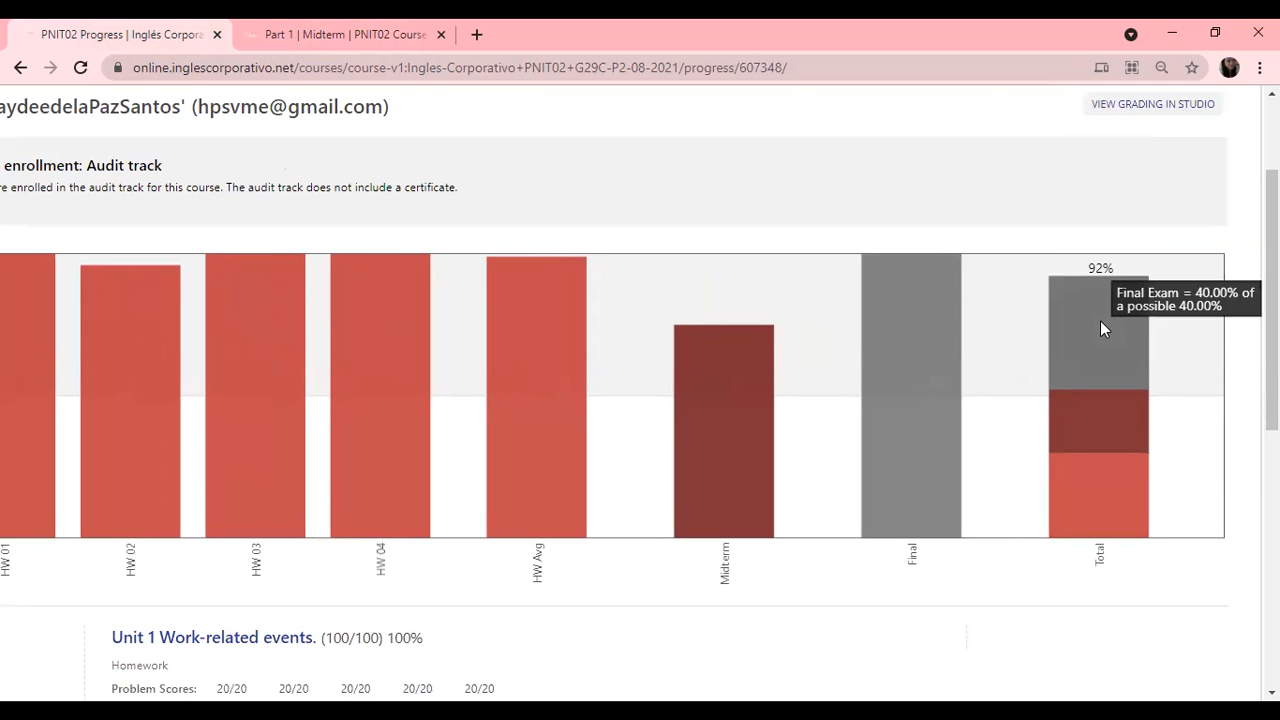 PNIT02 Progress | Inglés Corpora
Part 1 | Midterm | PNIT02 Course
online.inglescorporativo.net/courses/course-v1:Ingles-Corporativo+PNIT02+G29C-P2-08-2021/progress/607348/
aydeedelaPazSantos' (hpsvme@gmail.com)
VIEW GRADING IN STUDIO
enrollment: Audit track
re enrolled in the audit track for this course. The audit track does not include a certificate.
92%
Final Exam = 40.00% of
a possible 40.00%
HW 01
HW 02
HW 03
HW 04
HW Avg
Midterm
Final
Total
Unit 1 Work-related events. (100/100) 100%
Homework
Problem Scores: 20/20 20/20 20/20 20/20 20/20